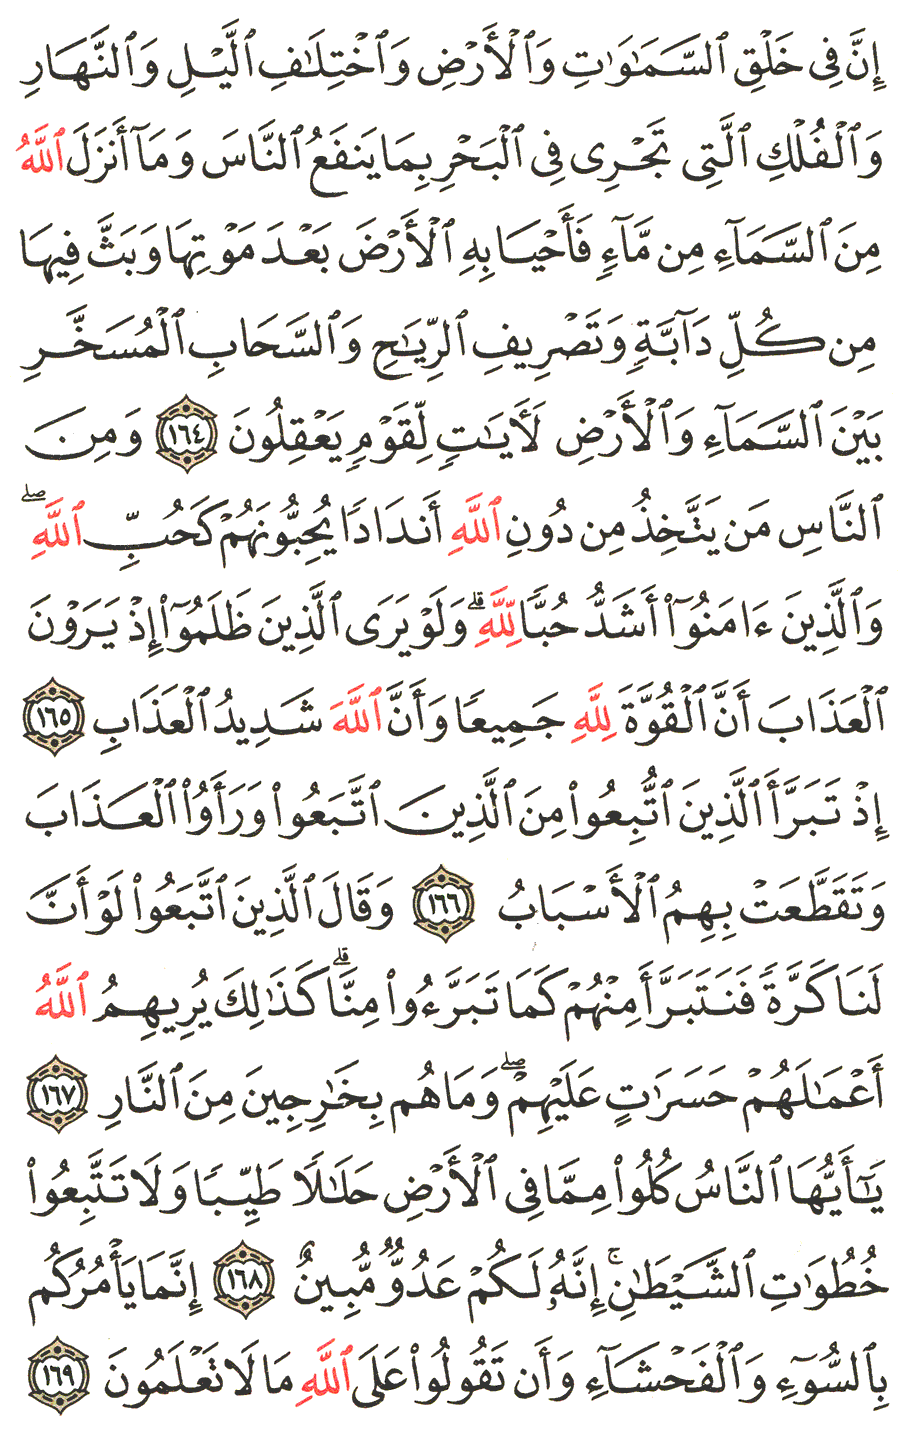 إِنَّ فِى خَلْقِ ٱلسَّمَـٰوَٰتِ وَٱلْأَرْضِ وَٱخْتِلَـٰفِ ٱلَّيْلِ وَٱلنَّهَارِ
وَٱلْفُلْكِ ٱلَّتِى تَجْرِى فِى ٱلْبَحْرِ بِمَا يَنفَعُ ٱلنَّاسَ وَمَآ أَنزَلَ ٱللَّهُ
مِنَ ٱلسَّمَآءِ مِن مَّآءٍ فَأَحْيَا بِهِ ٱلْأَرْضَ بَعْدَ مَوْتِهَا وَبَثَّ فِيهَا
مِن كُلِّ دَآبَّةٍ وَتَصْرِيفِ ٱلرِّيَـٰحِ وَٱلسَّحَابِ ٱلْمُسَخَّرِ
بَيْنَ ٱلسَّمَآءِ وَٱلْأَرْضِ لَـَٔايَـٰتٍ لِّقَوْمٍ يَعْقِلُونَ ١٦٤ وَمِنَ
ٱلنَّاسِ مَن يَتَّخِذُ مِن دُونِ ٱللَّهِ أَندَادًا يُحِبُّونَهُمْ كَحُبِّ ٱللَّهِ ۖ
وَٱلَّذِينَ ءَامَنُوٓا۟ أَشَدُّ حُبًّا لِّلَّهِ ۗ وَلَوْ يَرَى ٱلَّذِينَ ظَلَمُوٓا۟ إِذْ يَرَوْنَ
ٱلْعَذَابَ أَنَّ ٱلْقُوَّةَ لِلَّهِ جَمِيعًا وَأَنَّ ٱللَّهَ شَدِيدُ ٱلْعَذَابِ ١٦٥
إِذْ تَبَرَّأَ ٱلَّذِينَ ٱتُّبِعُوا۟ مِنَ ٱلَّذِينَ ٱتَّبَعُوا۟ وَرَأَوُا۟ ٱلْعَذَابَ
وَتَقَطَّعَتْ بِهِمُ ٱلْأَسْبَابُ ١٦٦ وَقَالَ ٱلَّذِينَ ٱتَّبَعُوا۟ لَوْ أَنَّ
لَنَا كَرَّةً فَنَتَبَرَّأَ مِنْهُمْ كَمَا تَبَرَّءُوا۟ مِنَّا ۗ كَذَٰلِكَ يُرِيهِمُ ٱللَّهُ
أَعْمَـٰلَهُمْ حَسَرَٰتٍ عَلَيْهِمْ ۖ وَمَا هُم بِخَـٰرِجِينَ مِنَ ٱلنَّارِ ١٦٧
يَـٰٓأَيُّهَا ٱلنَّاسُ كُلُوا۟ مِمَّا فِى ٱلْأَرْضِ حَلَـٰلًا طَيِّبًا وَلَا تَتَّبِعُوا۟
خُطُوَٰتِ ٱلشَّيْطَـٰنِ ۚ إِنَّهُۥ لَكُمْ عَدُوٌّ مُّبِينٌ ١٦٨ إِنَّمَا يَأْمُرُكُم
بِٱلسُّوٓءِ وَٱلْفَحْشَآءِ وَأَن تَقُولُوا۟ عَلَى ٱللَّهِ مَا لَا تَعْلَمُونَ ١٦٩